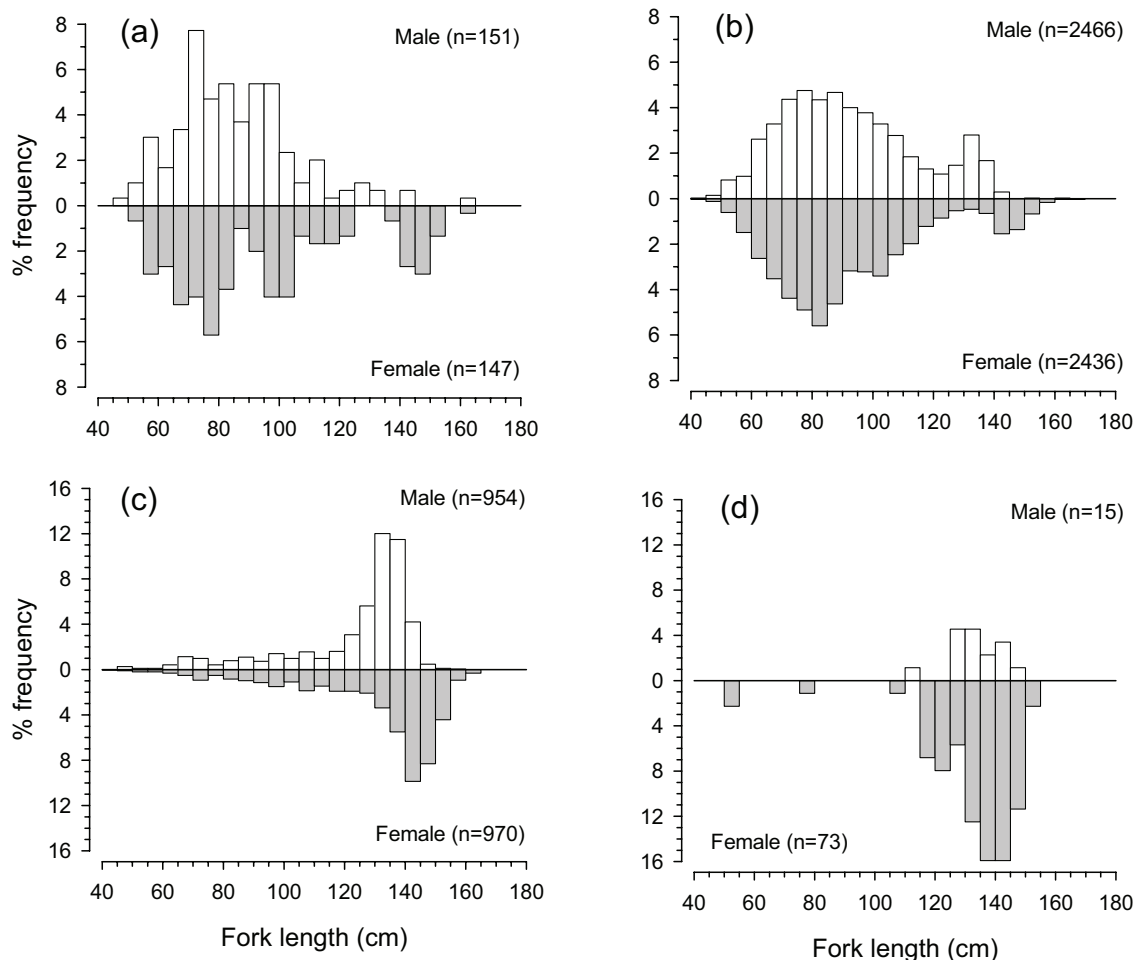 (a)
Male (n=151)
8
6
4
2
0
2
4
6
8
% frequency
Female (n=147)
40 60 80 100 120 140 160 180
(b)
Male (n=2466)
8
6
4
2
0
2
4
6
8
Female (n=2436)
40 60 80 100 120 140 160 180
(c)
Male (n=954)
16
12
8
4
0
4
8
12
16
% frequency
Female (n=970)
40 60 80 100 120 140 160 180
Fork length (cm)
(d)
Male (n=15)
16
12
8
4
0
4
8
12
16
Female (n=73)
40 60 80 100 120 140 160 180
Fork length (cm)